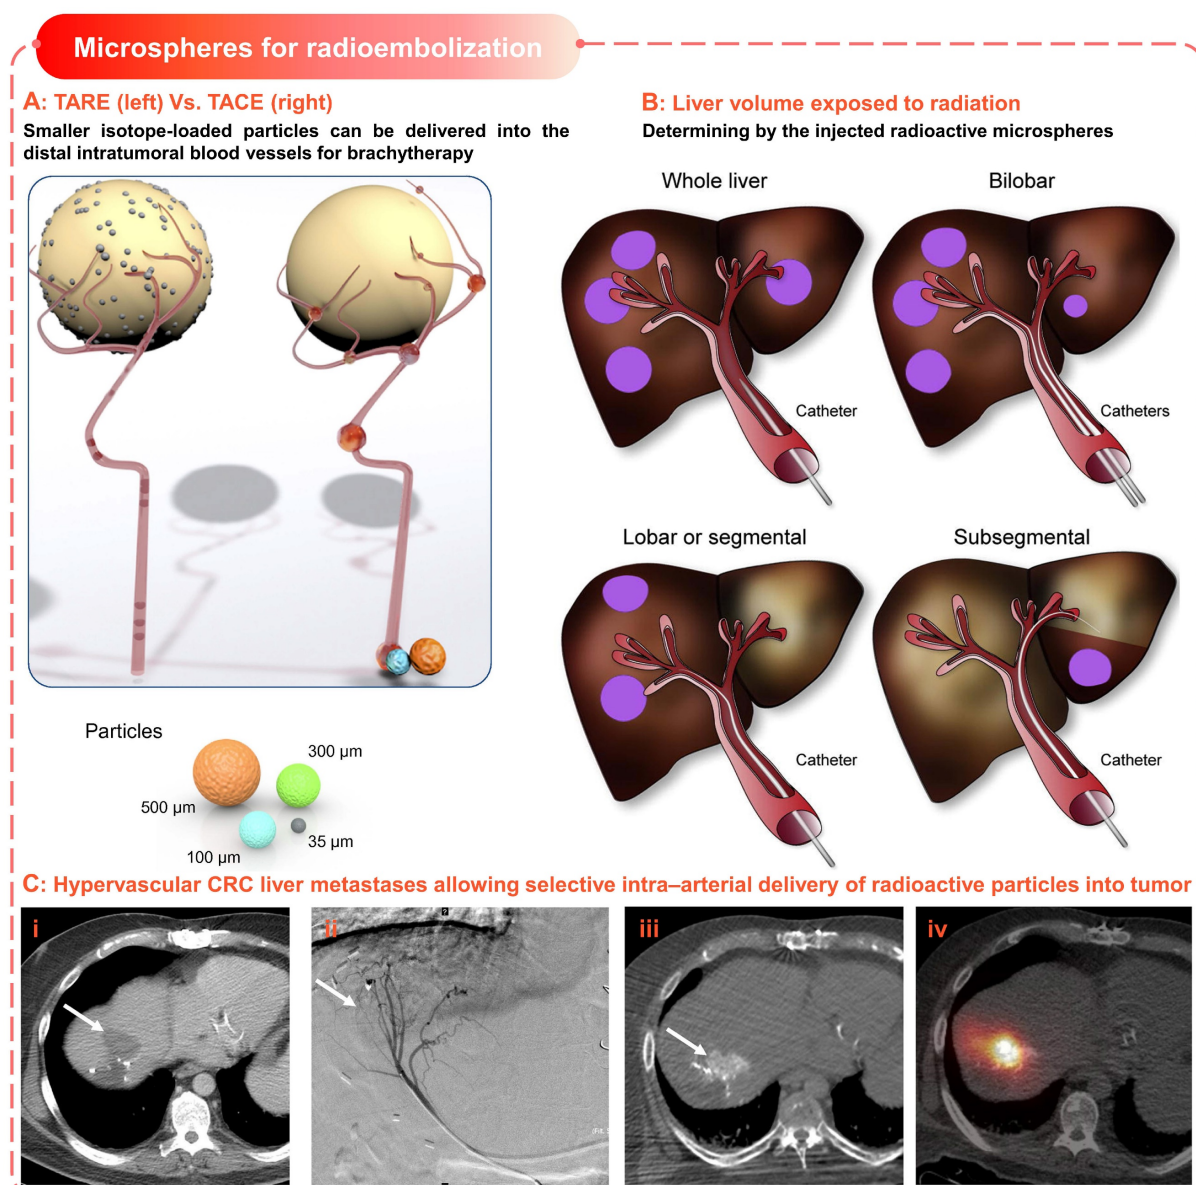 Microspheres for radioembolization
A: TARE (left) Vs. TACE (right)
Smaller isotope-loaded particles can be delivered into the
distal intratumoral blood vessels for brachytherapy
Particles
300 µm
500 µm
35 µm
100 µm
B: Liver volume exposed to radiation
Determining by the injected radioactive microspheres
Whole liver
Bilobar
Catheter
Catheters
Lobar or segmental
Subsegmental
Catheter
Catheter
C: Hypervascular CRC liver metastases allowing selective intra–arterial delivery of radioactive particles into tumor
i
ii
iii
iv